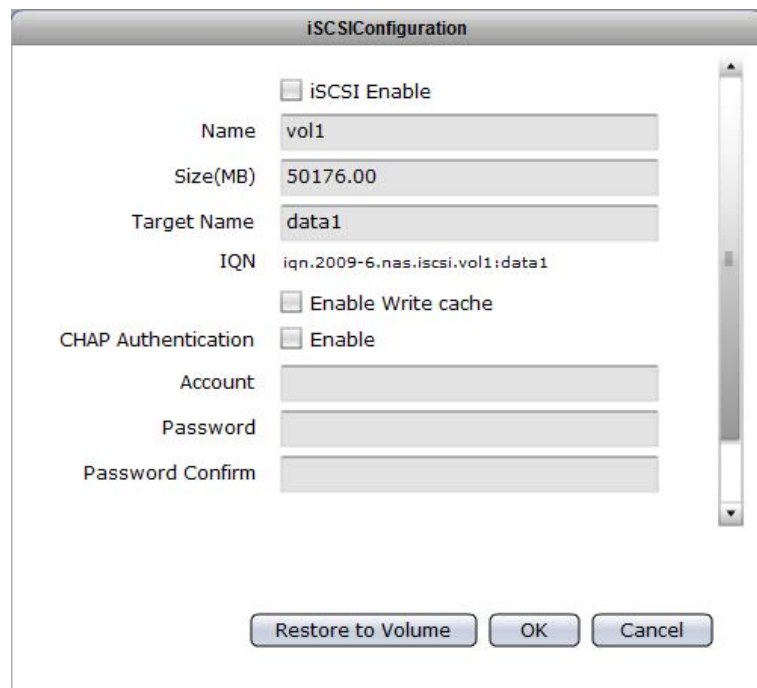 iSCSIConfiguration
iSCSI Enable
Name vol1
Size(MB) 50176.00
Target Name data1
IQN iqn.2009-6.nas.iscsi.vol1:data1
Enable Write cache
CHAP Authentication Enable
Account
Password
Password Confirm
Restore to Volume OK Cancel